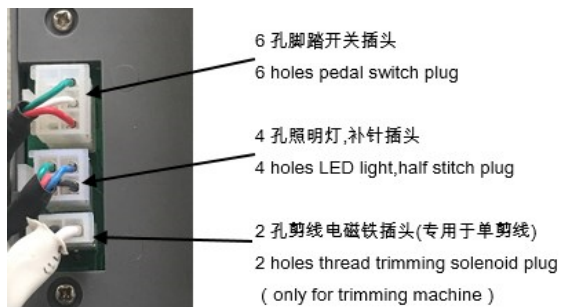 6 孔脚踏开关插头
6 holes pedal switch plug
4 孔照明灯,补针插头
4 holes LED light,half stitch plug
2 孔剪线电磁铁插头(专用于单剪线)
2 holes thread trimming solenoid plug
( only for trimming machine )